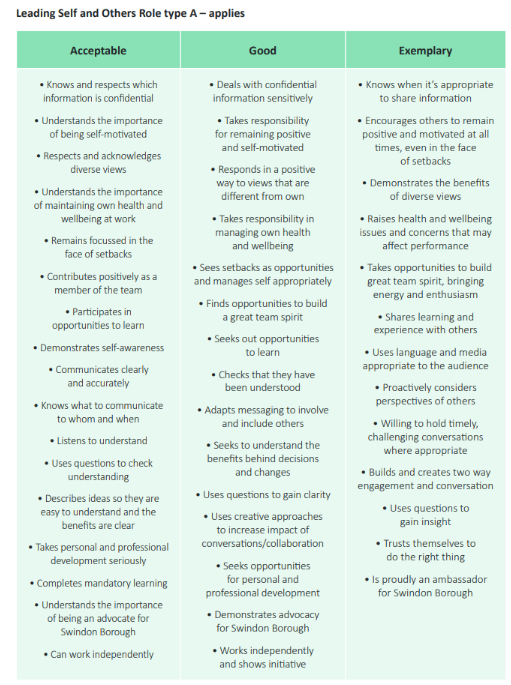 Leading Self and Others Role type A – applies
Acceptable
• Knows and respects which
information is confidential
• Understands the importance
of being self-motivated
• Respects and acknowledges
diverse views
• Understands the importance
of maintaining own health and
wellbeing at work
• Remains focussed in the
face of setbacks
• Contributes positively as a
member of the team
• Participates in
opportunities to learn
• Demonstrates self-awareness
• Communicates clearly
and accurately
• Knows what to communicate
to whom and when
• Listens to understand
• Uses questions to check
understanding
• Describes ideas so they are
easy to understand and the
benefits are clear
• Takes personal and professional
development seriously
• Completes mandatory learning
• Understands the importance
of being an advocate for
Swindon Borough
• Can work independently
Good
• Deals with confidential
information sensitively
• Takes responsibility
for remaining positive
and self-motivated
• Responds in a positive
way to views that are
different from own
• Takes responsibility in
managing own health
and wellbeing
• Sees setbacks as opportunities
and manages self appropriately
• Finds opportunities to build
a great team spirit
• Seeks out opportunities
to learn
• Checks that they have
been understood
• Adapts messaging to involve
and include others
• Seeks to understand the
benefits behind decisions
and changes
• Uses questions to gain clarity
• Uses creative approaches
to increase impact of
conversations/collaboration
• Seeks opportunities
for personal and
professional development
• Demonstrates advocacy
for Swindon Borough
• Works independently
and shows initiative
Exemplary
• Knows when it's appropriate
to share information
• Encourages others to remain
positive and motivated at all
times, even in the face
of setbacks
• Demonstrates the benefits
of diverse views
• Raises health and wellbeing
issues and concerns that may
affect performance
• Takes opportunities to build
great team spirit, bringing
energy and enthusiasm
• Shares learning and
experience with others
• Uses language and media
appropriate to the audience
• Proactively considers
perspectives of others
• Willing to hold timely,
challenging conversations
where appropriate
• Builds and creates two way
engagement and conversation
• Uses questions to
gain insight
• Trusts themselves to
do the right thing
• Is proudly an ambassador
for Swindon Borough